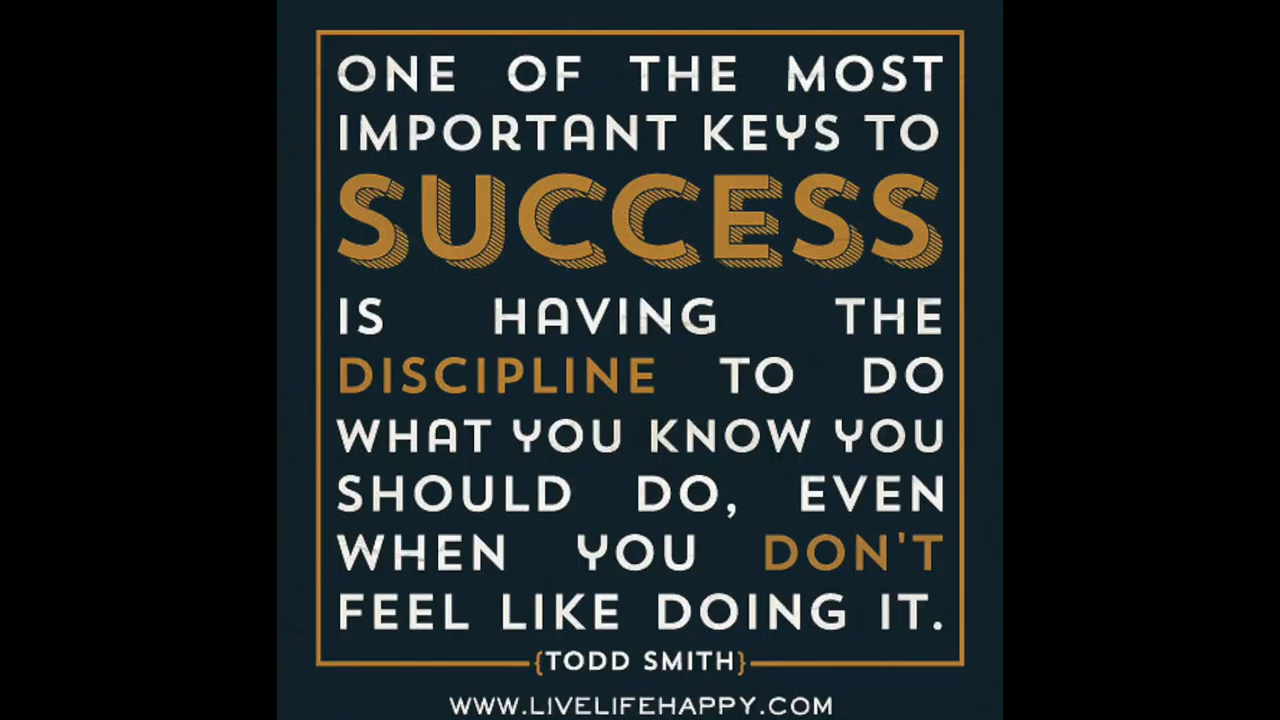 ONE OF THE MOST
IMPORTANT KEYS TO
SUCCESS
IS HAVING THE
DISCIPLINE TO DO
WHAT YOU KNOW YOU
SHOULD DO, EVEN
WHEN YOU DON'T
FEEL LIKE DOING IT.
{TODD SMITH}
WWW.LIVELIFEHAPPY.COM